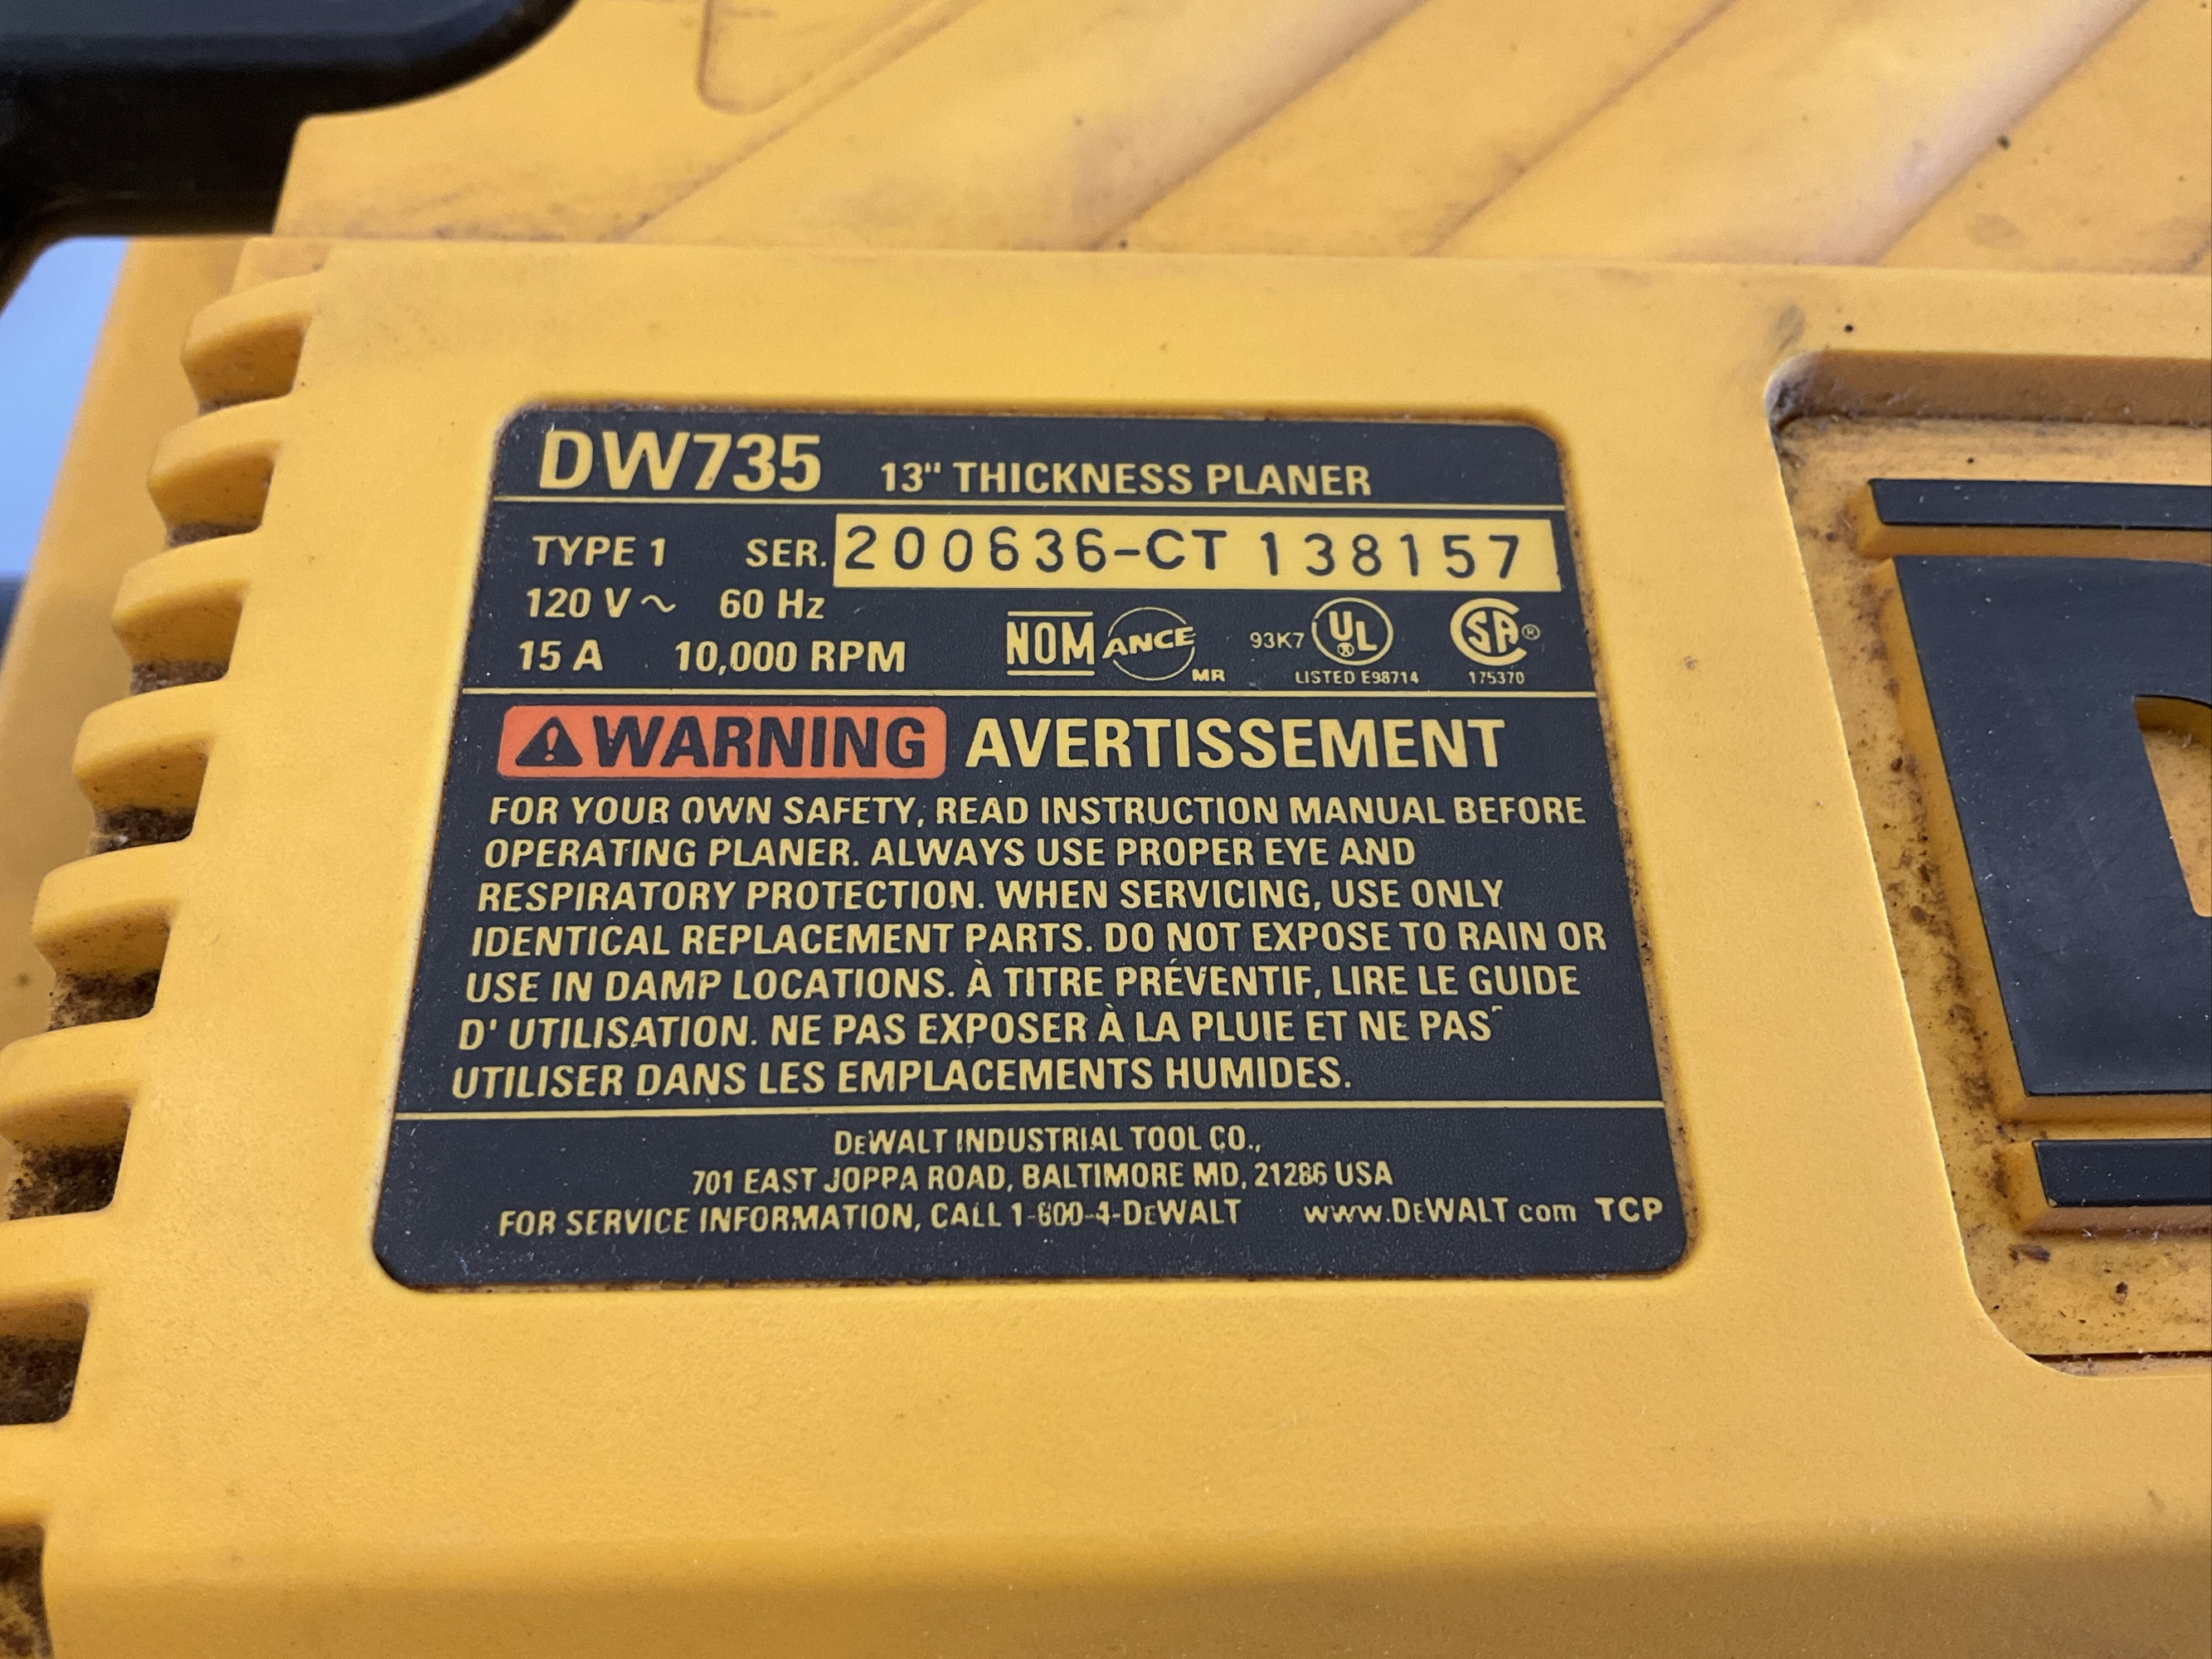 DW735 13" THICKNESS PLANER
TYPE 1 SER. 200636-CT 138157
120 V ~ 60 Hz
15 A 10,000 RPM
NOM ANCE MR 93K7 UL ® LISTED E98714 SA ® 175370
WARNING AVERTISSEMENT
FOR YOUR OWN SAFETY, READ INSTRUCTION MANUAL BEFORE
OPERATING PLANER. ALWAYS USE PROPER EYE AND
RESPIRATORY PROTECTION. WHEN SERVICING, USE ONLY
IDENTICAL REPLACEMENT PARTS. DO NOT EXPOSE TO RAIN OR
USE IN DAMP LOCATIONS. À TITRE PRÉVENTIF, LIRE LE GUIDE
D' UTILISATION. NE PAS EXPOSER À LA PLUIE ET NE PAS
UTILISER DANS LES EMPLACEMENTS HUMIDES.
DEWALT INDUSTRIAL TOOL CO.,
701 EAST JOPPA ROAD, BALTIMORE MD, 21286 USA
FOR SERVICE INFORMATION, CALL 1-800-4-DEWALT www.DEWALT com TCP